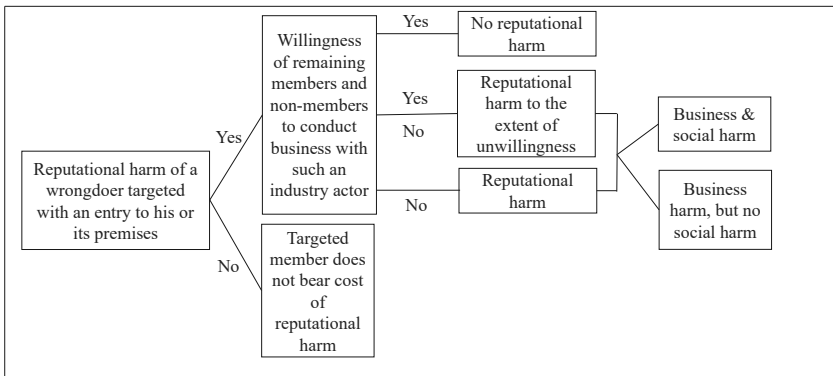 Reputational harm of a
wrongdoer targeted
with an entry to his or
its premises
Yes
No
Willingness
of remaining
members and
non-members
to conduct
business with
such an
industry actor
Targeted
member does
not bear cost
of
reputational
harm
Yes
Yes
No
No
No reputational
harm
Reputational
harm to the
extent of
unwillingness
Reputational
harm
Business &
social harm
Business
harm, but no
social harm